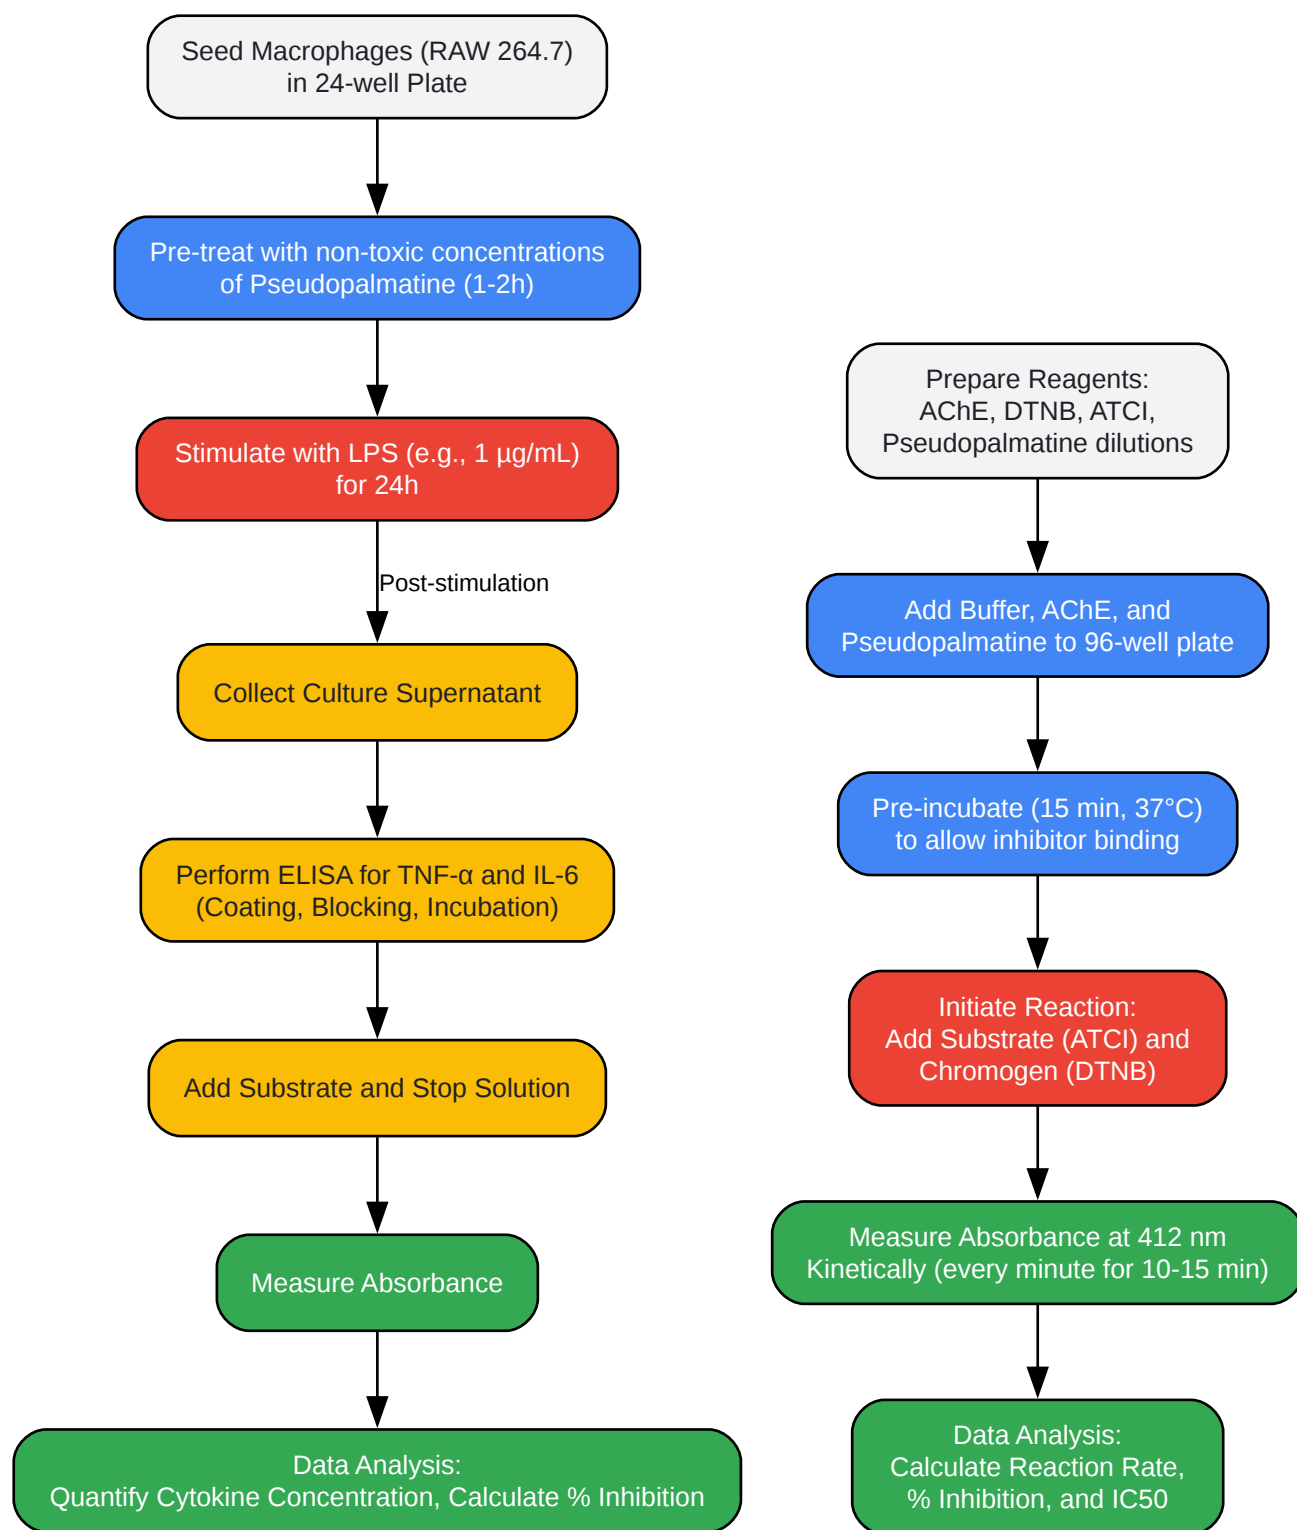 Seed Macrophages (RAW 264.7)
in 24-well Plate
Pre-treat with non-toxic concentrations
of Pseudopalmatine (1-2h)
Stimulate with LPS (e.g., 1 µg/mL)
for 24h
Post-stimulation
Collect Culture Supernatant
Perform ELISA for TNF-α and IL-6
(Coating, Blocking, Incubation)
Add Substrate and Stop Solution
Measure Absorbance
Data Analysis:
Quantify Cytokine Concentration, Calculate % Inhibition
Prepare Reagents:
AChE, DTNB, ATCI,
Pseudopalmatine dilutions
Add Buffer, AChE, and
Pseudopalmatine to 96-well plate
Pre-incubate (15 min, 37°C)
to allow inhibitor binding
Initiate Reaction:
Add Substrate (ATCI) and
Chromogen (DTNB)
Measure Absorbance at 412 nm
Kinetically (every minute for 10-15 min)
Data Analysis:
Calculate Reaction Rate,
% Inhibition, and IC50